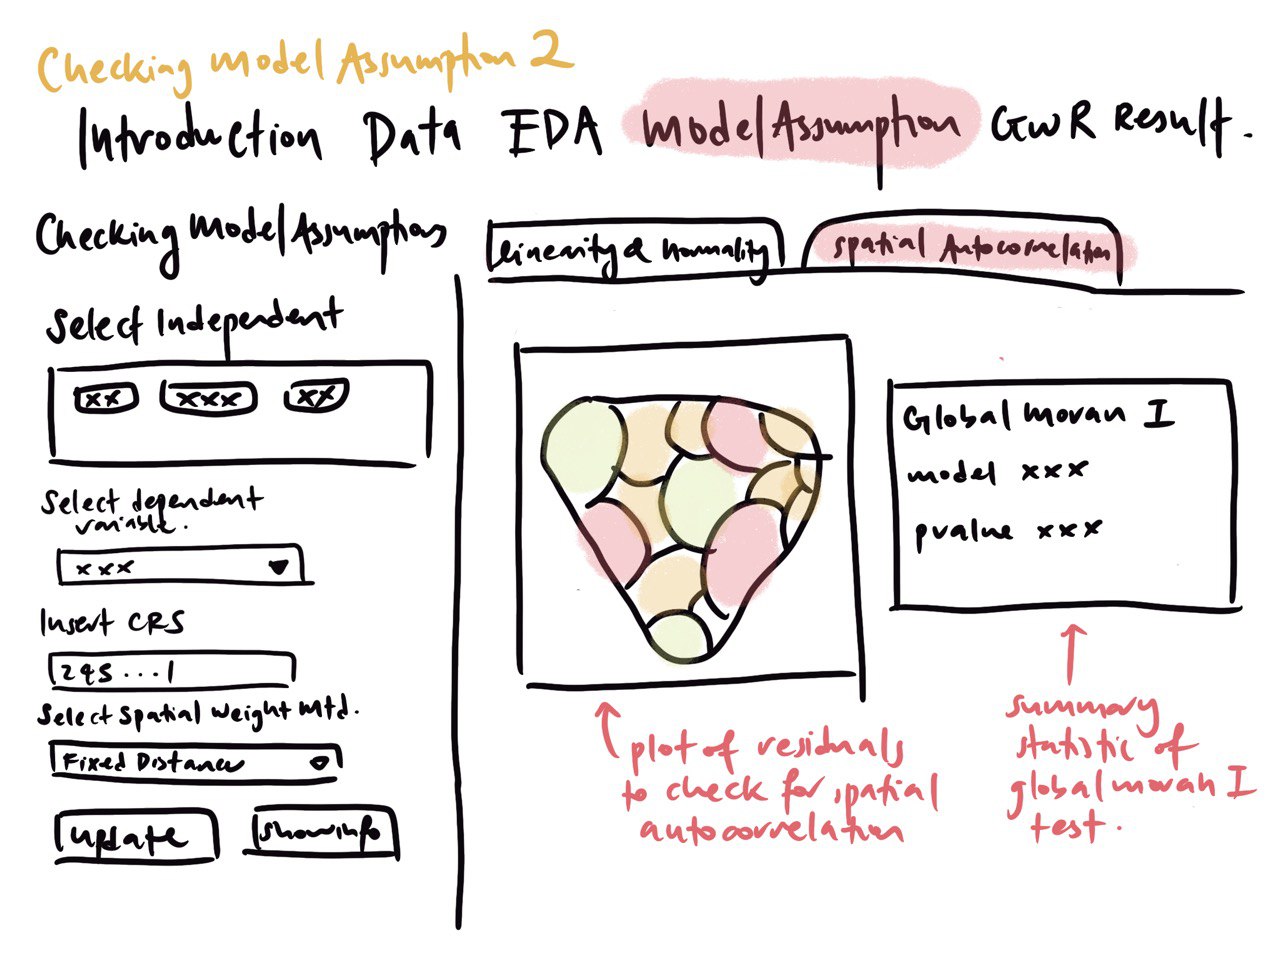 Checking Model Assumption 2
Introduction Data EDA Model Assumption GWR Result.
Checking Model Assumptions
Linearity & Normality
Spatial Autocorrelation
Select Independent
xx xxx xx
Select dependent
variable.
xxx
Insert CRS
295...1
Select Spatial Weight Mtd.
Fixed Distance
update
show info
Global moran I
model xxx
pvalue xxx
plot of residuals
to check for spatial
autocorrelation
summary
statistic of
global moran I
test.